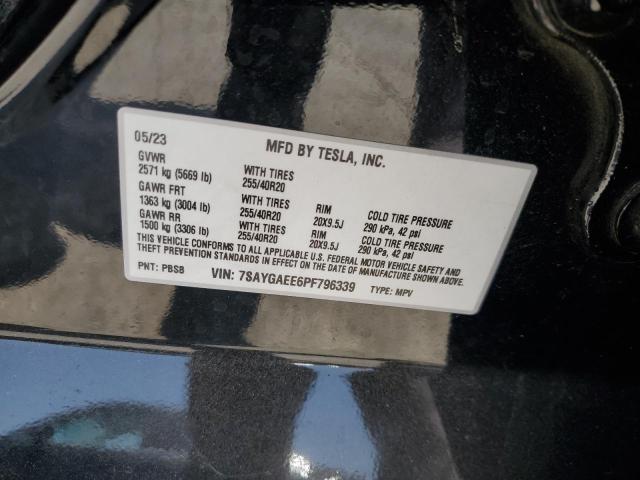 05/23 MFD BY TESLA, INC.
GVWR
2571 kg (5669 lb) WITH TIRES 255/40R20
GAWR FRT
1363 kg (3004 lb) WITH TIRES 255/40R20 RIM 20X9.5J COLD TIRE PRESSURE 290 kPa, 42 psi
GAWR RR
1500 kg (3306 lb) WITH TIRES 255/40R20 RIM 20X9.5J COLD TIRE PRESSURE 290 kPa, 42 psi
THIS VEHICLE CONFORMS TO ALL APPLICABLE U.S. FEDERAL MOTOR VEHICLE SAFETY AND
THEFT PREVENTION STANDARDS IN EFFECT ON THE DATE OF MANUFACTURE SHOWN ABOVE.
PNT: PBSB VIN: 7SAYGAEE6PF796339 TYPE: MPV